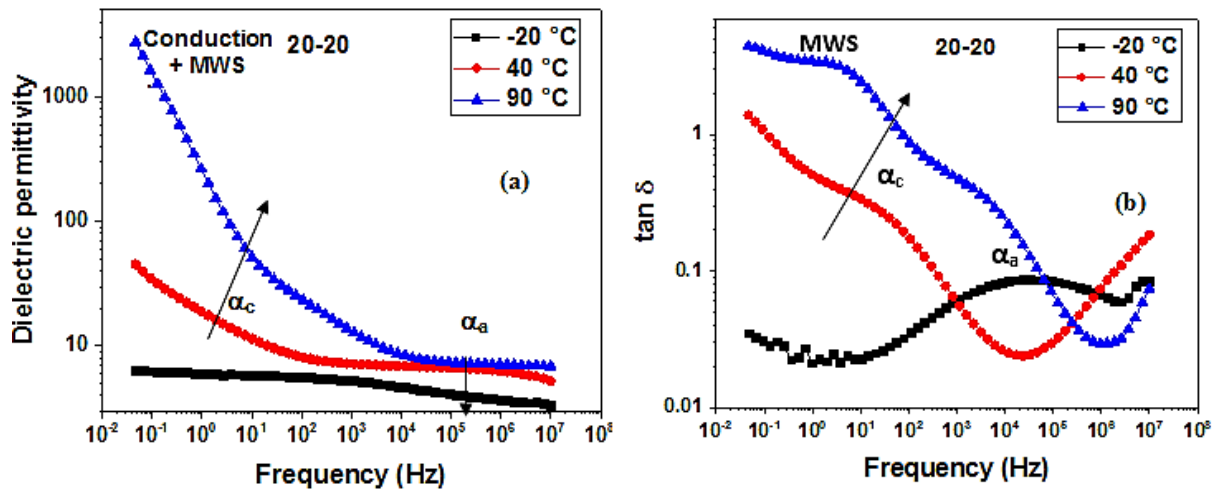 Conduction
+ MWS
20-20
-20 °C
40 °C
90 °C
(a)
αc
αa
1000
100
10
10⁻² 10⁻¹ 10⁰ 10¹ 10² 10³ 10⁴ 10⁵ 10⁶ 10⁷ 10⁸
Dielectric permittivity
Frequency (Hz)
MWS
20-20
-20 °C
40 °C
90 °C
(b)
αc
αa
1
0.1
0.01
10⁻² 10⁻¹ 10⁰ 10¹ 10² 10³ 10⁴ 10⁵ 10⁶ 10⁷ 10⁸
tan δ
Frequency (Hz)